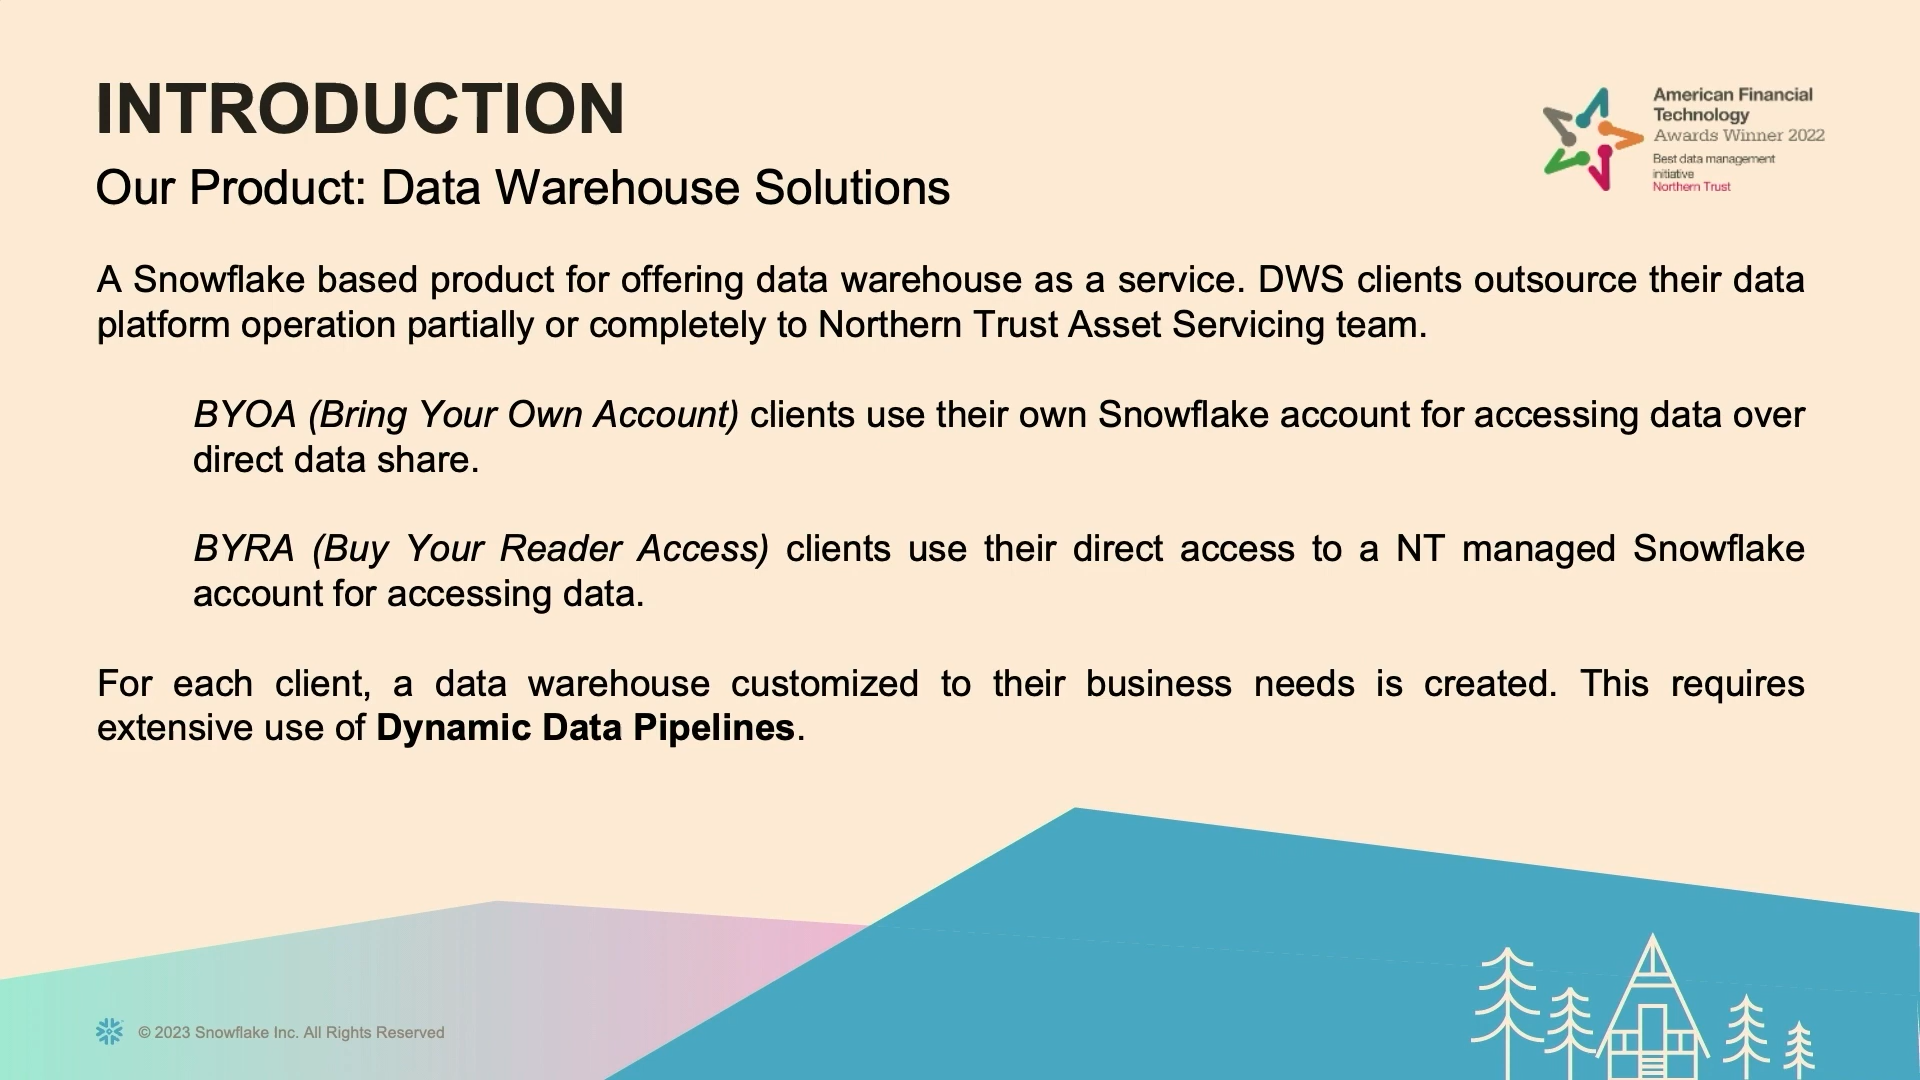 INTRODUCTION
Our Product: Data Warehouse Solutions
American Financial
Technology
Awards Winner 2022
Best data management
initiative
Northern Trust
A Snowflake based product for offering data warehouse as a service. DWS clients outsource their data
platform operation partially or completely to Northern Trust Asset Servicing team.
BYOA (Bring Your Own Account) clients use their own Snowflake account for accessing data over
direct data share.
BYRA (Buy Your Reader Access) clients use their direct access to a NT managed Snowflake
account for accessing data.
For each client, a data warehouse customized to their business needs is created. This requires
extensive use of Dynamic Data Pipelines.
© 2023 Snowflake Inc. All Rights Reserved